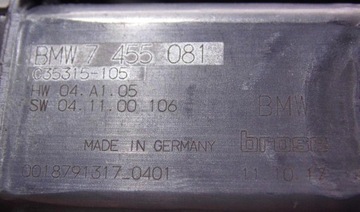 BMW 7 455 081
C35315-105
HW 04.A1.05
SW 04.11.00 106
BMW
MADE IN GERMANY
brose
0018791317 0401
11.10.17